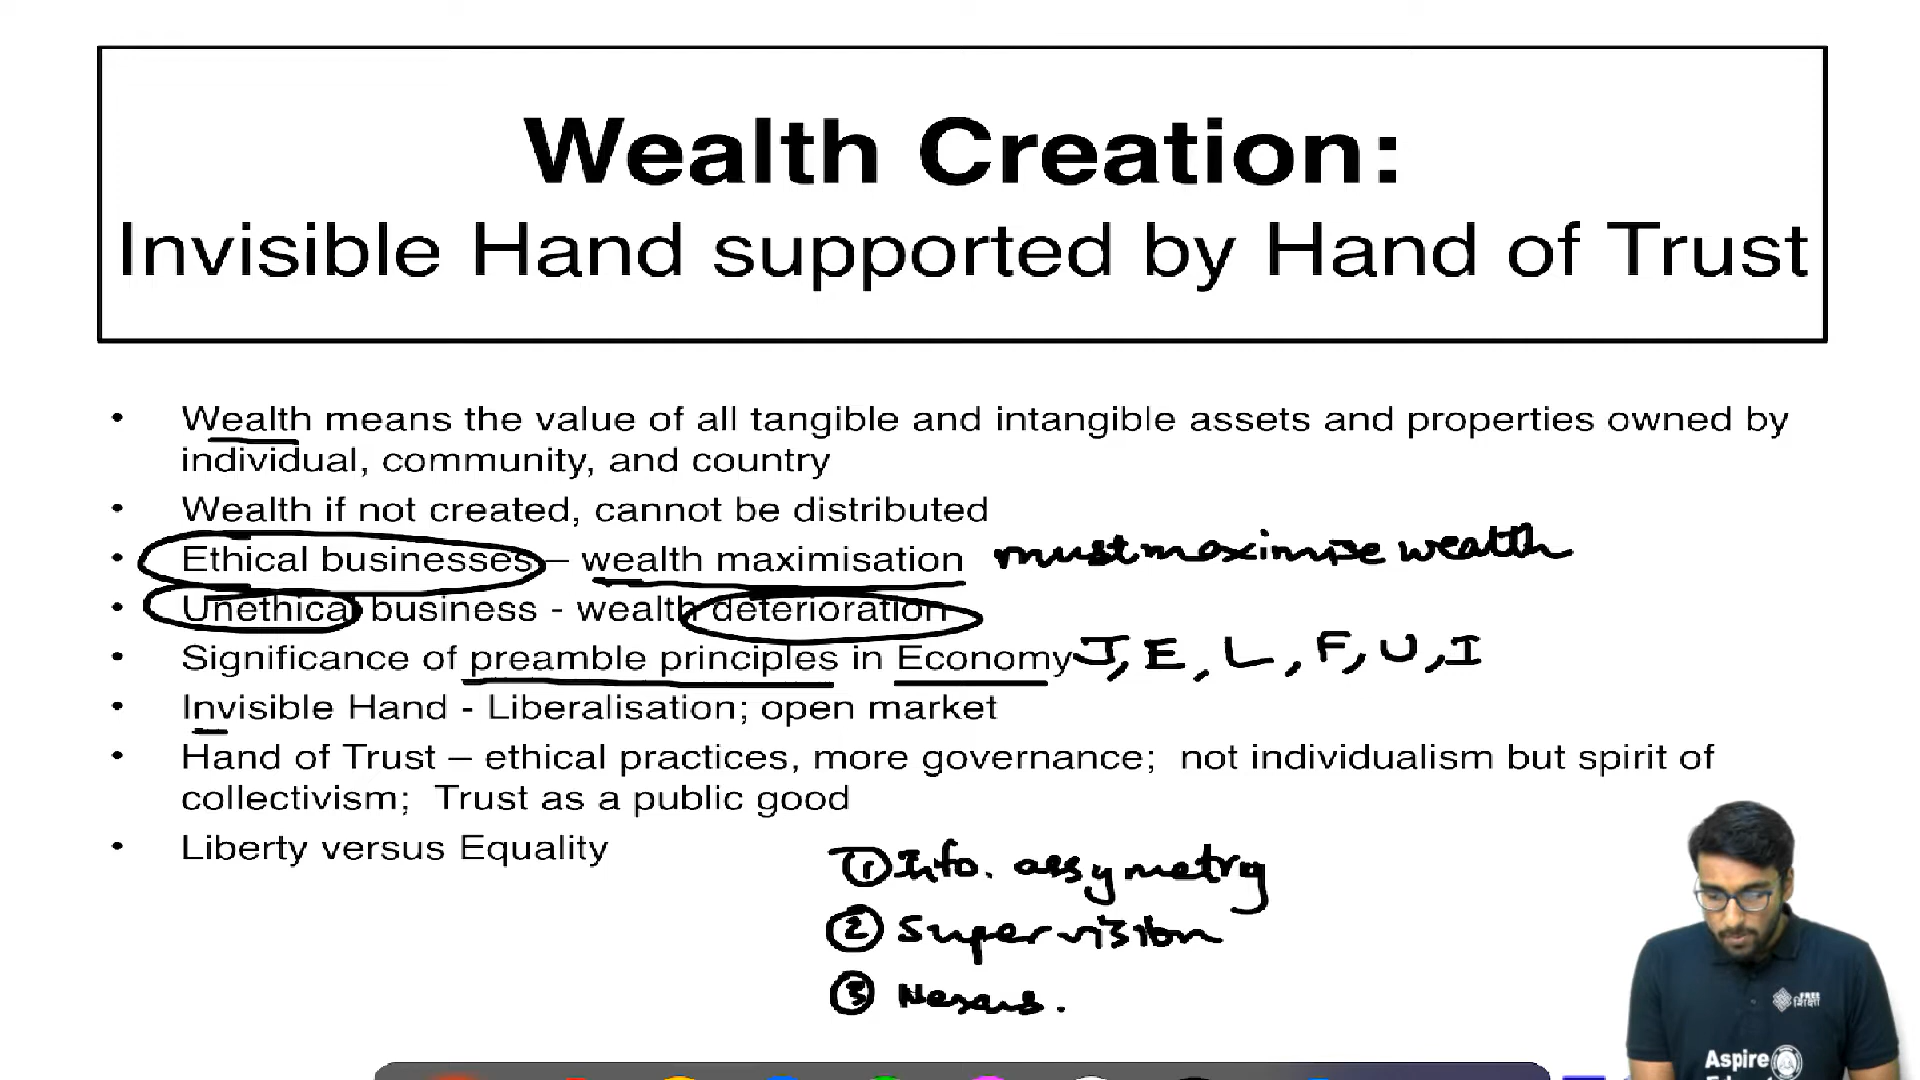 Wealth Creation:
Invisible Hand supported by Hand of Trust
• Wealth means the value of all tangible and intangible assets and properties owned by
individual, community, and country
• Wealth if not created, cannot be distributed
• Ethical businesses – wealth maximisation must maximise wealth
• Unethical business - wealth deterioration
• Significance of preamble principles in Economy J, E, L, F, U, I
• Invisible Hand - Liberalisation; open market
• Hand of Trust – ethical practices, more governance; not individualism but spirit of
collectivism; Trust as a public good
• Liberty versus Equality
① Info. assymetry
② Supervision
③ Nexus.
FREE
शिक्षा
Aspire